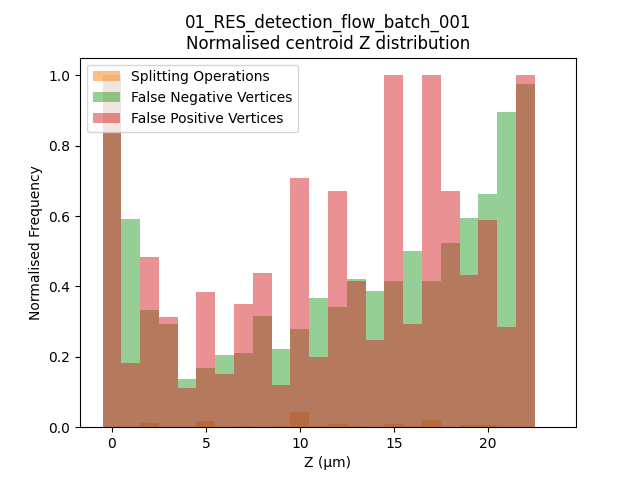 01_RES_detection_flow_batch_001
Normalised centroid Z distribution
Splitting Operations
False Negative Vertices
False Positive Vertices
Normalised Frequency
1.0
0.8
0.6
0.4
0.2
0.0
0 5 10 15 20
Z (μm)